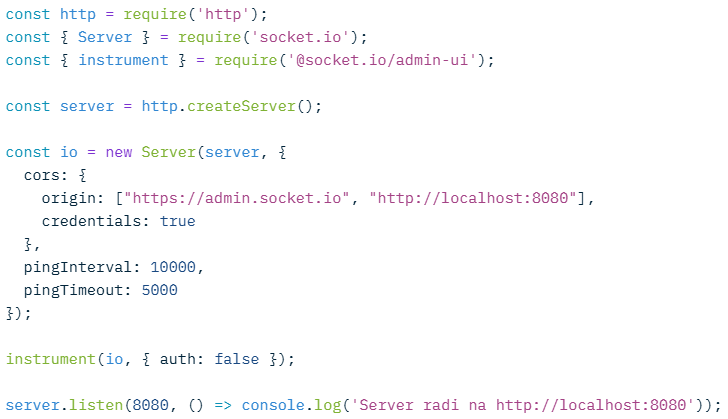 const http = require('http');
const { Server } = require('socket.io');
const { instrument } = require('@socket.io/admin-ui');

const server = http.createServer();

const io = new Server(server, {
  cors: {
    origin: ["https://admin.socket.io", "http://localhost:8080"],
    credentials: true
  },
  pingInterval: 10000,
  pingTimeout: 5000
});

instrument(io, { auth: false });

server.listen(8080, () => console.log('Server radi na http://localhost:8080'));